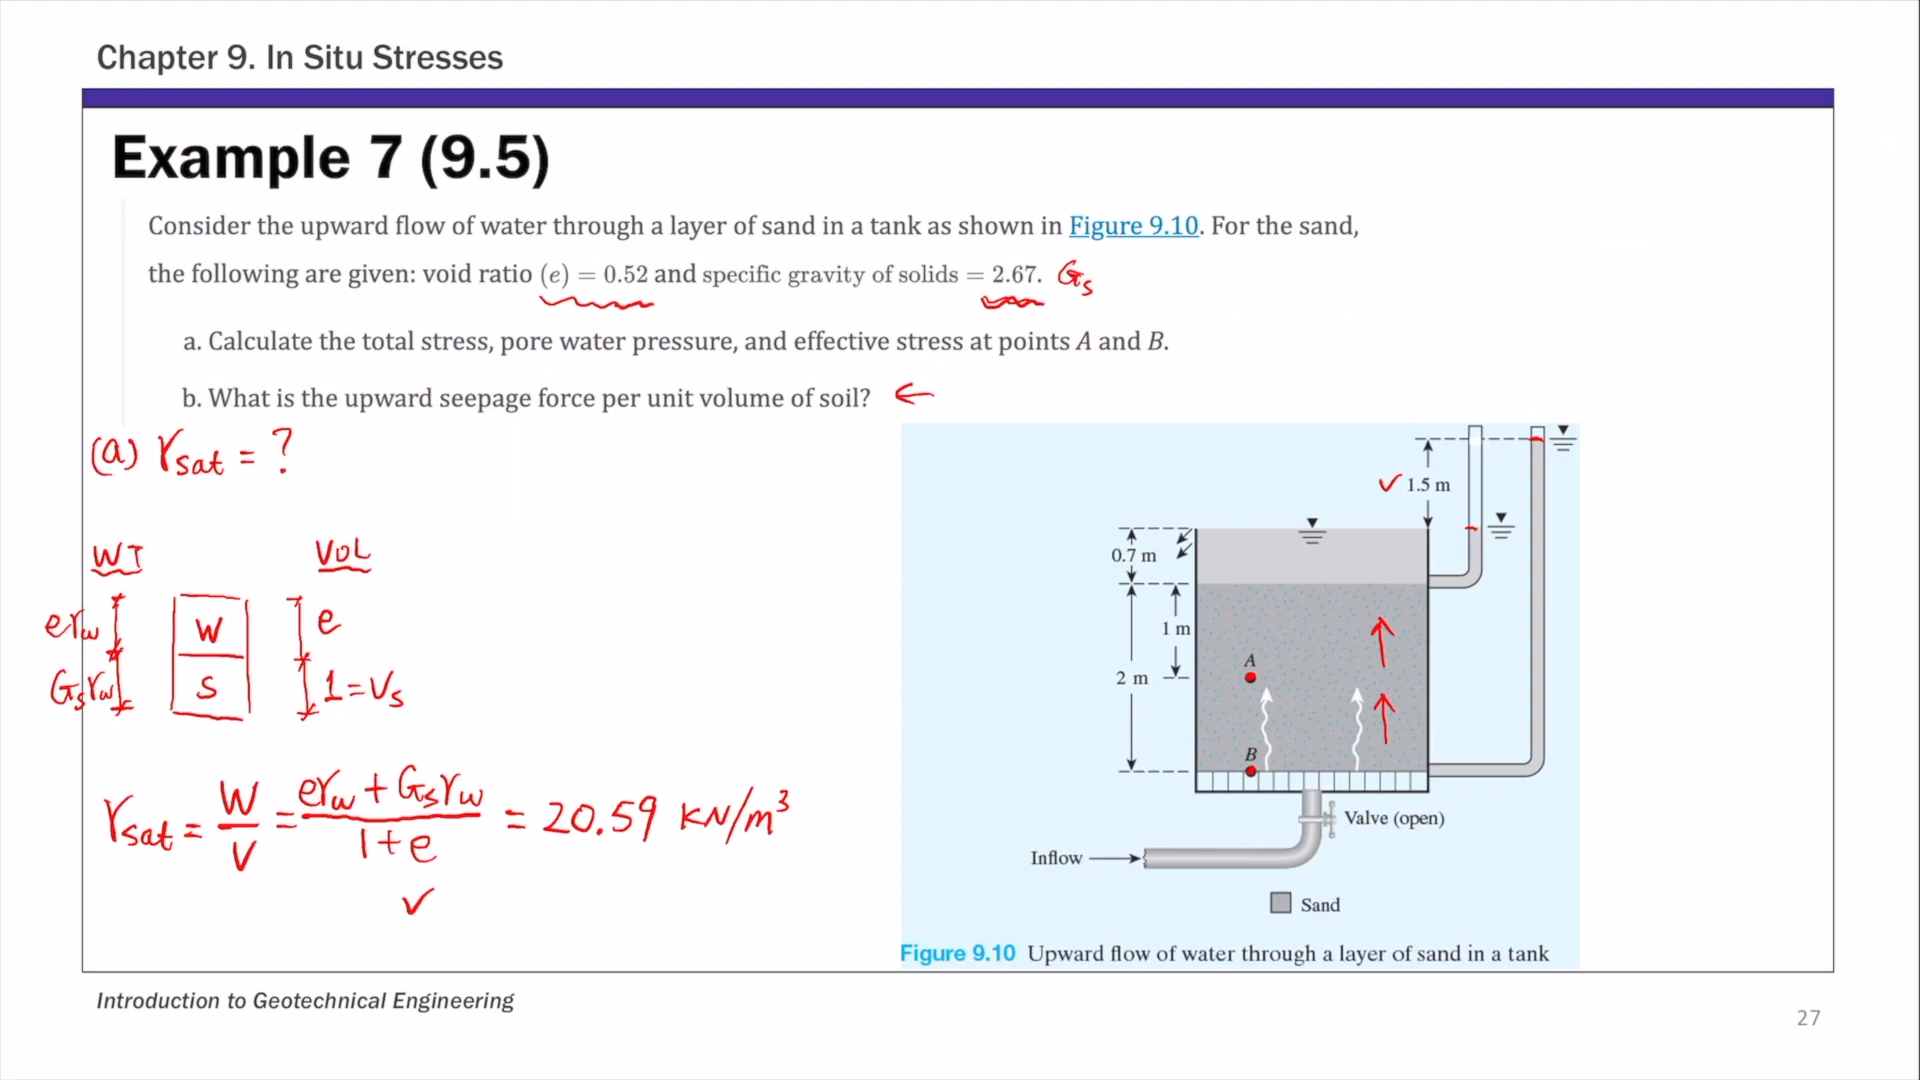 Chapter 9. In Situ Stresses
Example 7 (9.5)
Consider the upward flow of water through a layer of sand in a tank as shown in Figure 9.10. For the sand,
the following are given: void ratio (e) = 0.52 and specific gravity of solids = 2.67. Gs
a. Calculate the total stress, pore water pressure, and effective stress at points A and B.
b. What is the upward seepage force per unit volume of soil? ←
(a) γsat = ?
WT VOL
eγw W e
Gsγw S 1=Vs
γsat = W/V = (eγw + Gsγw)/(1+e) = 20.59 KN/m³
✓
✓ 1.5 m
0.7 m
1 m
A
2 m
B
Valve (open)
Inflow
Sand
Figure 9.10 Upward flow of water through a layer of sand in a tank
Introduction to Geotechnical Engineering
27